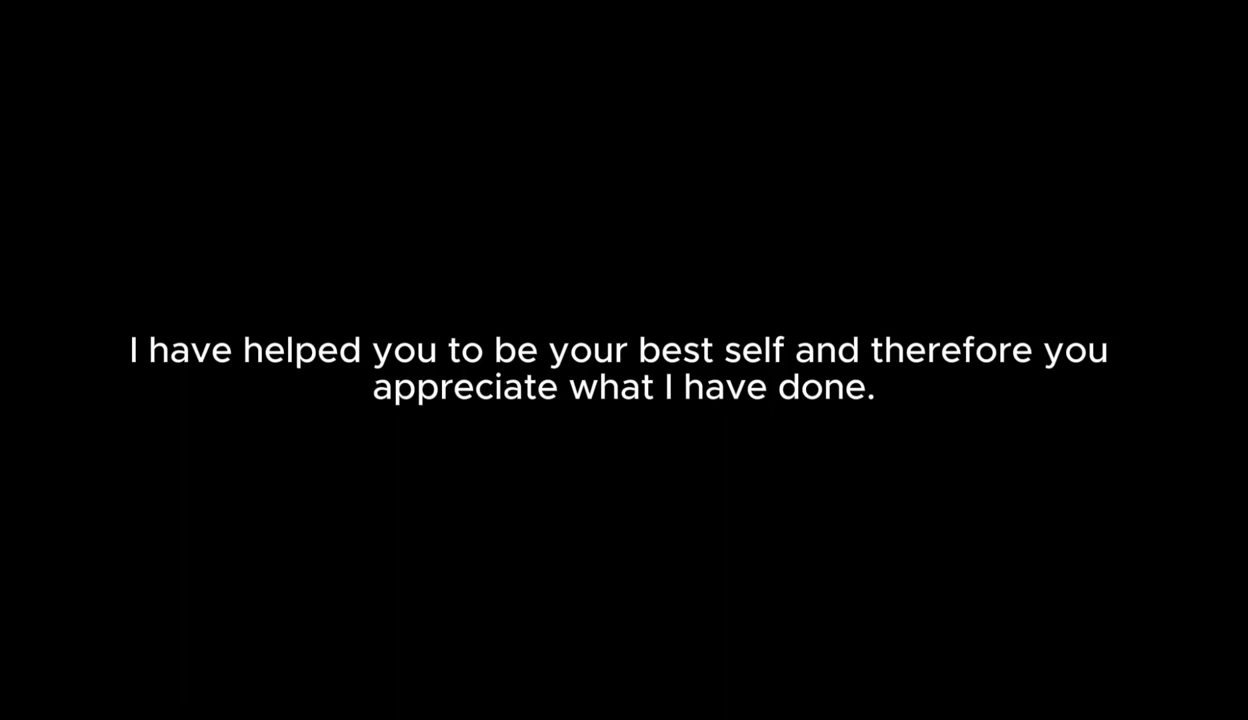 I have helped you to be your best self and therefore you
appreciate what I have done.